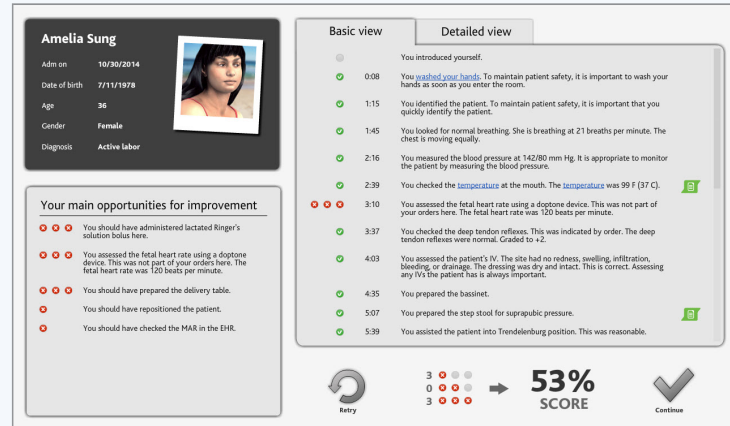 Amelia Sung
Adm on 10/30/2014
Date of birth 7/11/1978
Age 36
Gender Female
Diagnosis Active labor
Your main opportunities for improvement
You should have administered lactated Ringer's
solution bolus here.
You assessed the fetal heart rate using a doptone
device. This was not part of your orders here. The
fetal heart rate was 120 beats per minute.
You should have prepared the delivery table.
You should have repositioned the patient.
You should have checked the MAR in the EHR.
Basic view
Detailed view
You introduced yourself.
0:08 You washed your hands. To maintain patient safety, it is important to wash your
hands as soon as you enter the room.
1:15 You identified the patient. To maintain patient safety, it is important that you
quickly identify the patient.
1:45 You looked for normal breathing. She is breathing at 21 breaths per minute. The
chest is moving equally.
2:16 You measured the blood pressure at 142/80 mm Hg. It is appropriate to monitor
the patient by measuring the blood pressure.
2:39 You checked the temperature at the mouth. The temperature was 99 F (37 C).
3:10 You assessed the fetal heart rate using a doptone device. This was not part of
your orders here. The fetal heart rate was 120 beats per minute.
3:37 You checked the deep tendon reflexes. This was indicated by order. The deep
tendon reflexes were normal. Graded to +2.
4:03 You assessed the patient's IV. The site had no redness, swelling, infiltration,
bleeding, or drainage. The dressing was dry and intact. This is correct. Assessing
any IVs the patient has is always important.
4:35 You prepared the bassinet.
5:07 You prepared the step stool for suprapubic pressure.
5:39 You assisted the patient into Trendelenburg position. This was reasonable.
Retry
3
0
3
53%
SCORE
Continue